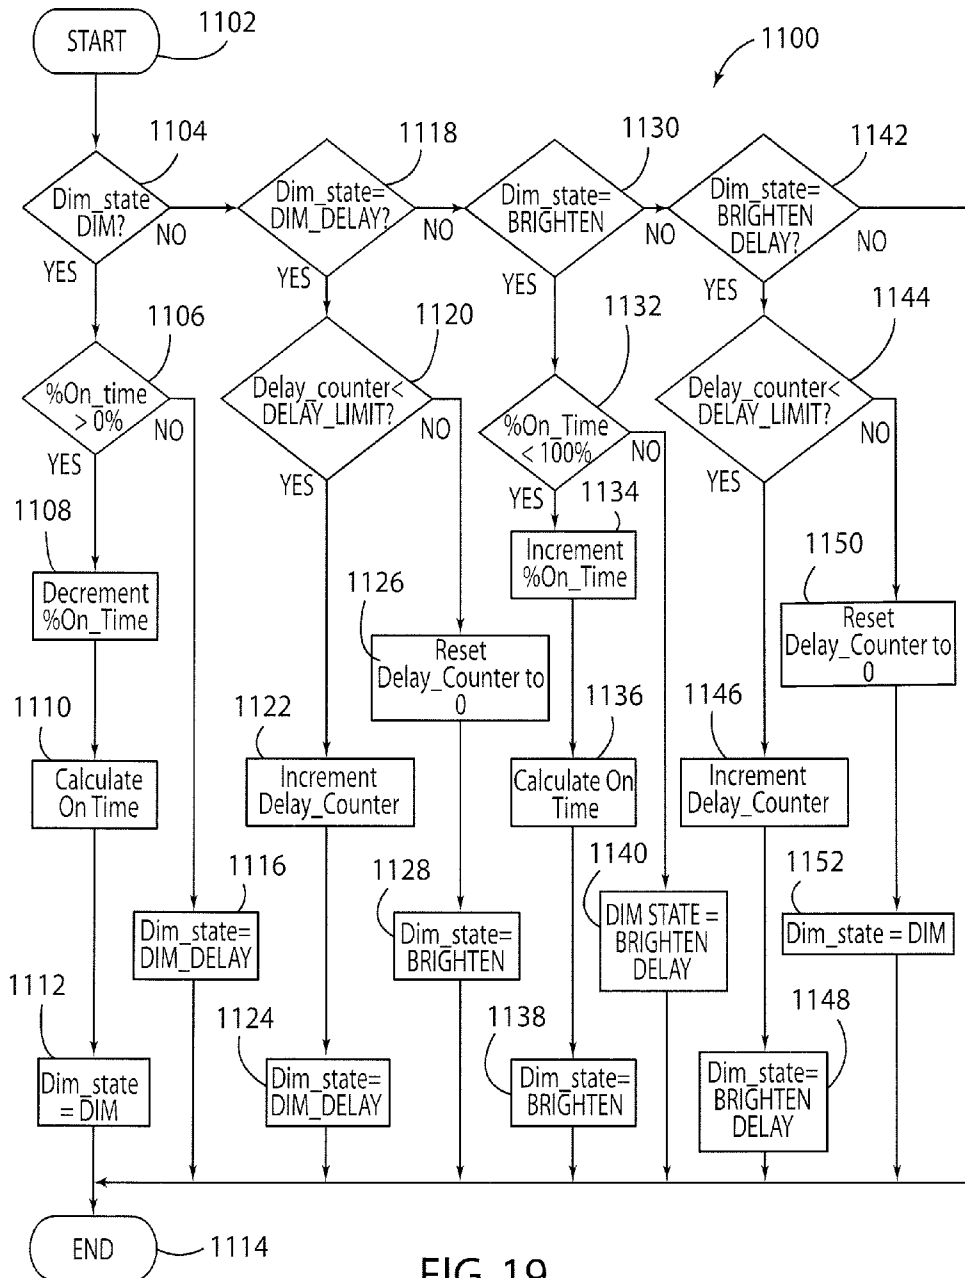 START
1102
1100
1104
Dim_state
DIM?
NO
YES
1118
Dim_state=
DIM_DELAY?
NO
YES
1130
Dim_state=
BRIGHTEN
NO
YES
1142
Dim_state=
BRIGHTEN
DELAY?
NO
YES
1106
%On_time
> 0%
NO
YES
1120
Delay_counter<
DELAY_LIMIT?
NO
YES
1132
%On_Time
< 100%
NO
YES
1144
Delay_counter<
DELAY_LIMIT?
NO
YES
1108
Decrement
%On_Time
1134
Increment
%On_Time
1126
Reset
Delay_Counter to
0
1150
Reset
Delay_Counter to
0
1110
Calculate
On Time
1122
Increment
Delay_Counter
1136
Calculate On
Time
1146
Increment
Delay_Counter
1116
Dim_state=
DIM_DELAY
1128
Dim_state=
BRIGHTEN
1140
DIM STATE =
BRIGHTEN
DELAY
1152
Dim_state = DIM
1112
Dim_state
= DIM
1124
Dim_state=
DIM_DELAY
1138
Dim_state=
BRIGHTEN
1148
Dim_state=
BRIGHTEN
DELAY
END
1114
FIG 19